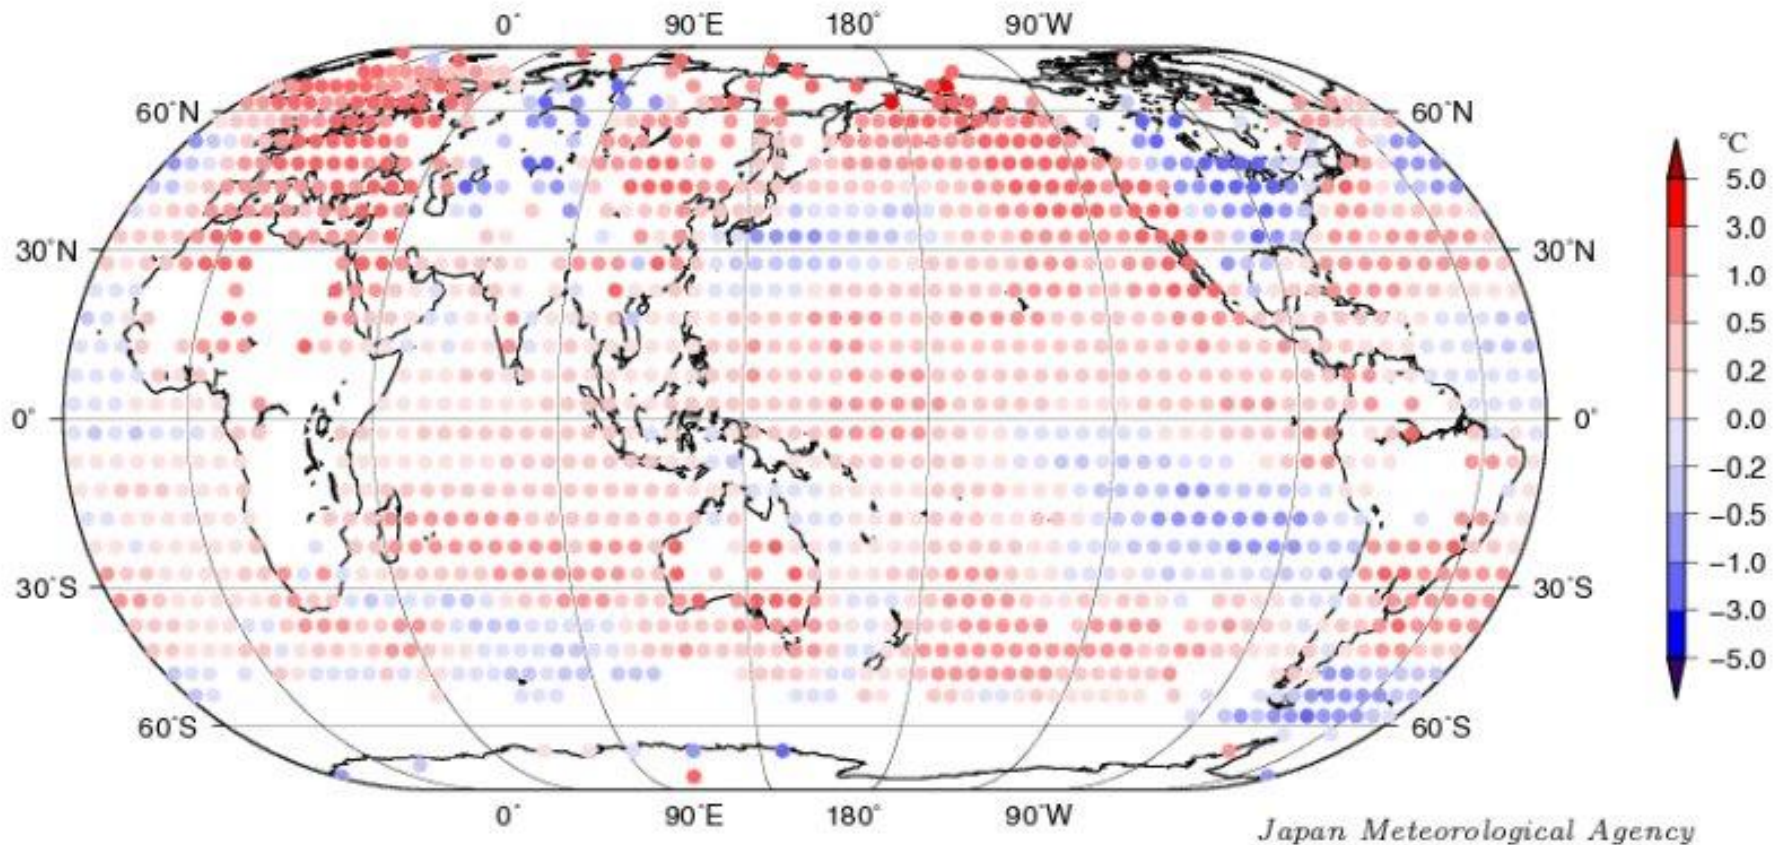 0° 90°E 180° 90°W
°C
60°N 60°N
30°N 30°N
0° 0°
30°S 30°S
60°S 60°S
5.0
3.0
1.0
0.5
0.2
0.0
−0.2
−0.5
−1.0
−3.0
−5.0
0° 90°E 180° 90°W
Japan Meteorological Agency